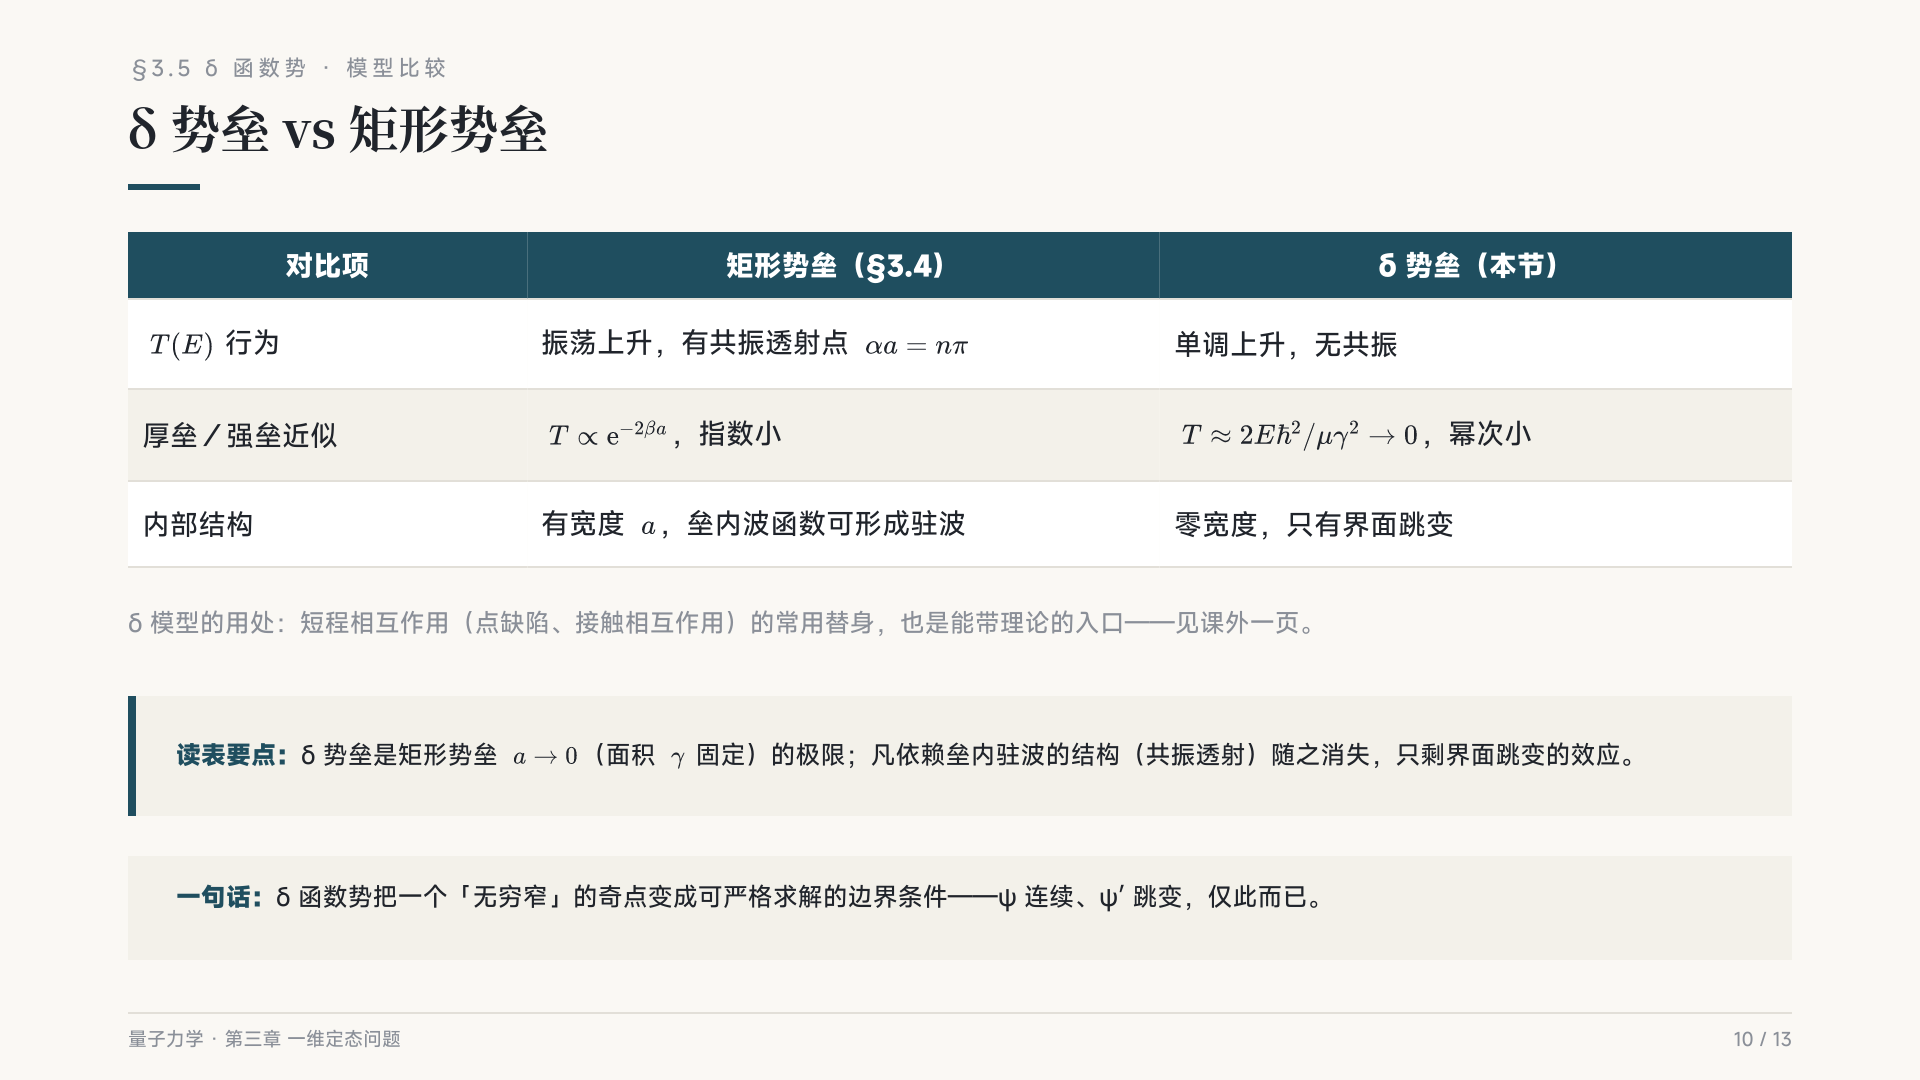 §3.5 δ 函数势 · 模型比较
δ 势垒 vs 矩形势垒
对比项 矩形势垒（§3.4） δ 势垒（本节）
T(E) 行为 振荡上升，有共振透射点 αa = nπ 单调上升，无共振
厚垒／强垒近似 T ∝ e^{−2βa}，指数小 T ≈ 2Eħ²/μγ² → 0，幂次小
内部结构 有宽度 a，垒内波函数可形成驻波 零宽度，只有界面跳变
δ 模型的用处：短程相互作用（点缺陷、接触相互作用）的常用替身，也是能带理论的入口——见课外一页。
读表要点：δ 势垒是矩形势垒 a → 0（面积 γ 固定）的极限；凡依赖垒内驻波的结构（共振透射）随之消失，只剩界面跳变的效应。
一句话：δ 函数势把一个「无穷窄」的奇点变成可严格求解的边界条件——ψ 连续、ψ′ 跳变，仅此而已。
量子力学 · 第三章 一维定态问题
10 / 13